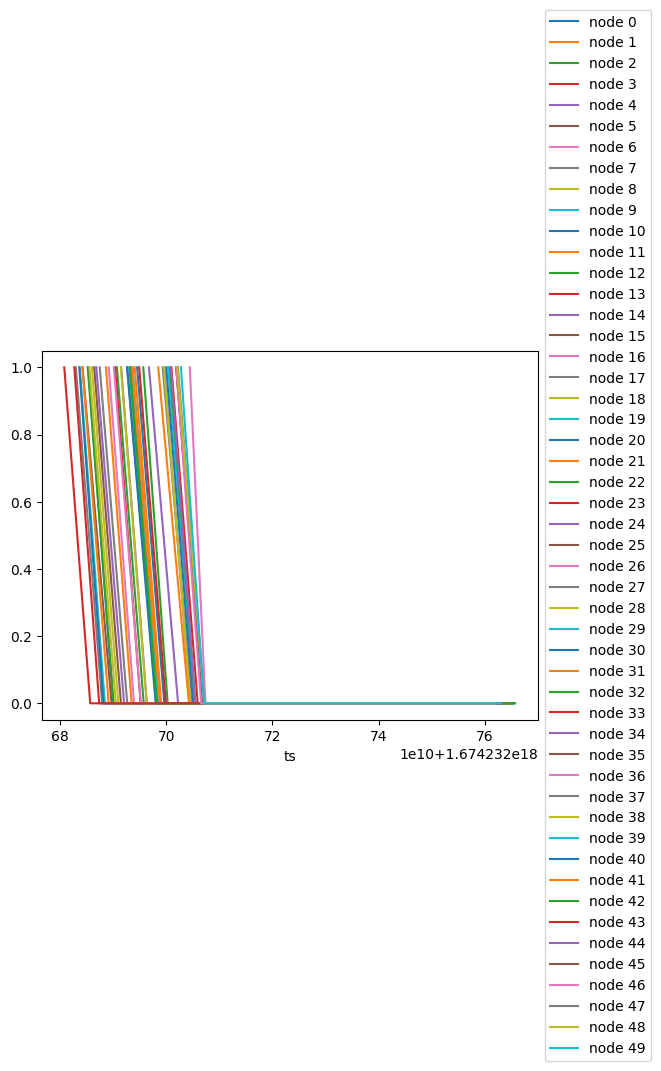 1.0
0.8
0.6
0.4
0.2
0.0
68
70
72
74
76
1e10+1.674232e18
ts
node 0
node 1
node 2
node 3
node 4
node 5
node 6
node 7
node 8
node 9
node 10
node 11
node 12
node 13
node 14
node 15
node 16
node 17
node 18
node 19
node 20
node 21
node 22
node 23
node 24
node 25
node 26
node 27
node 28
node 29
node 30
node 31
node 32
node 33
node 34
node 35
node 36
node 37
node 38
node 39
node 40
node 41
node 42
node 43
node 44
node 45
node 46
node 47
node 48
node 49